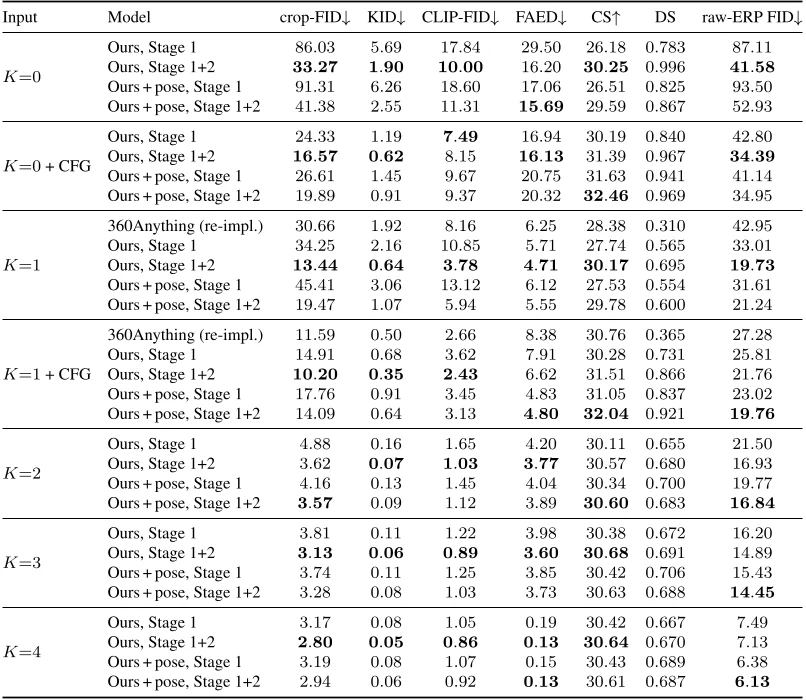 Input Model crop-FID↓ KID↓ CLIP-FID↓ FAED↓ CS↑ DS raw-ERP FID↓
Ours, Stage 1 86.03 5.69 17.84 29.50 26.18 0.783 87.11
Ours, Stage 1+2 33.27 1.90 10.00 16.20 30.25 0.996 41.58
K=0
Ours + pose, Stage 1 91.31 6.26 18.60 17.06 26.51 0.825 93.50
Ours + pose, Stage 1+2 41.38 2.55 11.31 15.69 29.59 0.867 52.93
Ours, Stage 1 24.33 1.19 7.49 16.94 30.19 0.840 42.80
Ours, Stage 1+2 16.57 0.62 8.15 16.13 31.39 0.967 34.39
K=0 + CFG
Ours + pose, Stage 1 26.61 1.45 9.67 20.75 31.63 0.941 41.14
Ours + pose, Stage 1+2 19.89 0.91 9.37 20.32 32.46 0.969 34.95
360Anything (re-impl.) 30.66 1.92 8.16 6.25 28.38 0.310 42.95
Ours, Stage 1 34.25 2.16 10.85 5.71 27.74 0.565 33.01
K=1 Ours, Stage 1+2 13.44 0.64 3.78 4.71 30.17 0.695 19.73
Ours + pose, Stage 1 45.41 3.06 13.12 6.12 27.53 0.554 31.61
Ours + pose, Stage 1+2 19.47 1.07 5.94 5.55 29.78 0.600 21.24
360Anything (re-impl.) 11.59 0.50 2.66 8.38 30.76 0.365 27.28
Ours, Stage 1 14.91 0.68 3.62 7.91 30.28 0.731 25.81
K=1 + CFG Ours, Stage 1+2 10.20 0.35 2.43 6.62 31.51 0.866 21.76
Ours + pose, Stage 1 17.76 0.91 3.45 4.83 31.05 0.837 23.02
Ours + pose, Stage 1+2 14.09 0.64 3.13 4.80 32.04 0.921 19.76
Ours, Stage 1 4.88 0.16 1.65 4.20 30.11 0.655 21.50
Ours, Stage 1+2 3.62 0.07 1.03 3.77 30.57 0.680 16.93
K=2
Ours + pose, Stage 1 4.16 0.13 1.45 4.04 30.34 0.700 19.77
Ours + pose, Stage 1+2 3.57 0.09 1.12 3.89 30.60 0.683 16.84
Ours, Stage 1 3.81 0.11 1.22 3.98 30.38 0.672 16.20
Ours, Stage 1+2 3.13 0.06 0.89 3.60 30.68 0.691 14.89
K=3
Ours + pose, Stage 1 3.74 0.11 1.25 3.85 30.42 0.706 15.43
Ours + pose, Stage 1+2 3.28 0.08 1.03 3.73 30.63 0.688 14.45
Ours, Stage 1 3.17 0.08 1.05 0.19 30.42 0.667 7.49
Ours, Stage 1+2 2.80 0.05 0.86 0.13 30.64 0.670 7.13
K=4
Ours + pose, Stage 1 3.19 0.08 1.07 0.15 30.43 0.689 6.38
Ours + pose, Stage 1+2 2.94 0.06 0.92 0.13 30.61 0.687 6.13